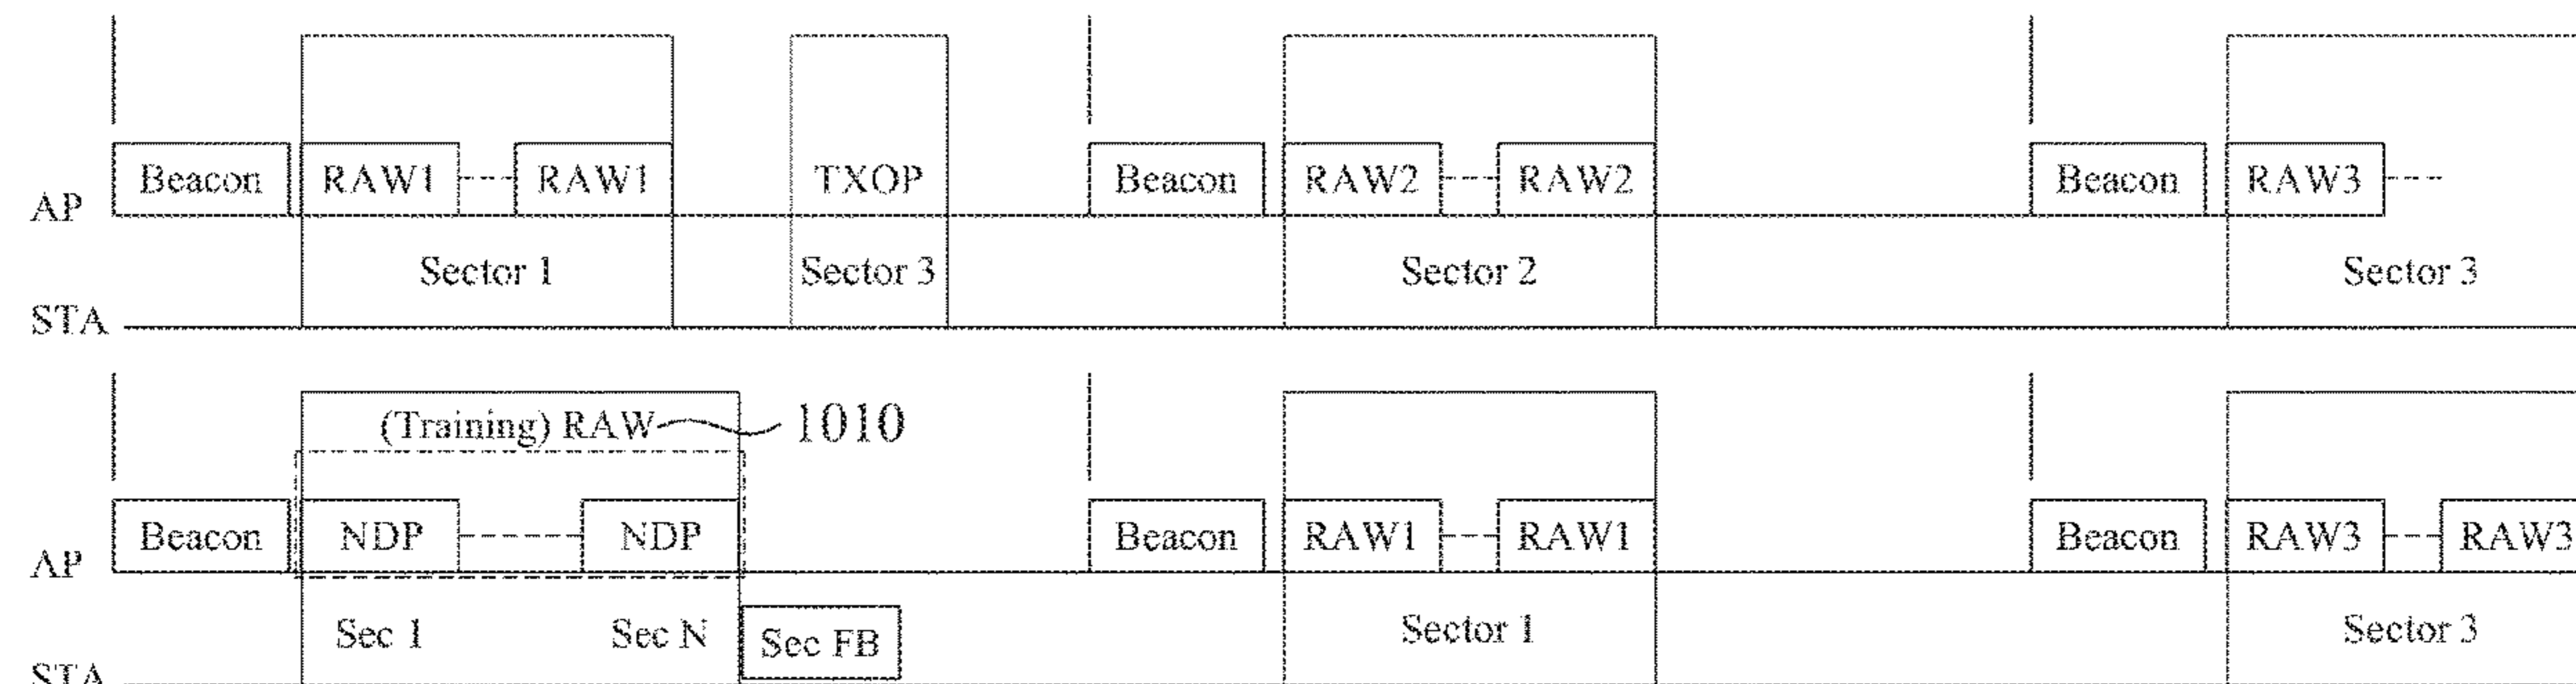 Beacon RAW1 RAW1 TXOP Beacon RAW2 RAW2 Beacon RAW3
AP
Sector 1 Sector 3 Sector 2 Sector 3
STA
(Training) RAW 1010
Beacon NDP NDP Beacon RAW1 RAW1 Beacon RAW3 RAW3
AP
Sec 1 Sec N Sec FB Sector 1 Sector 3
STA